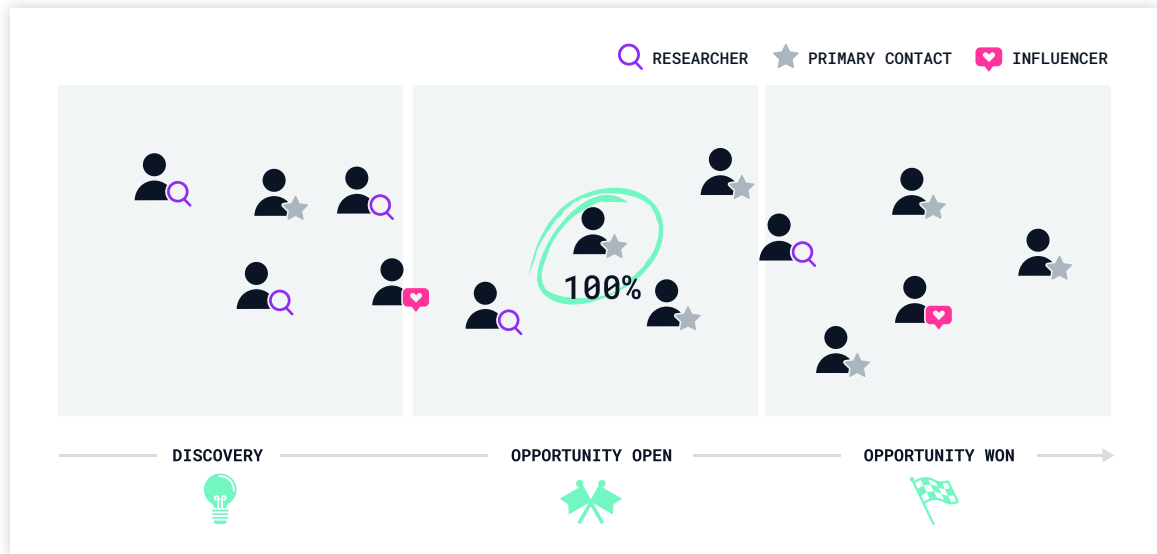 RESEARCHER
PRIMARY CONTACT
INFLUENCER
100%
DISCOVERY
OPPORTUNITY OPEN
OPPORTUNITY WON